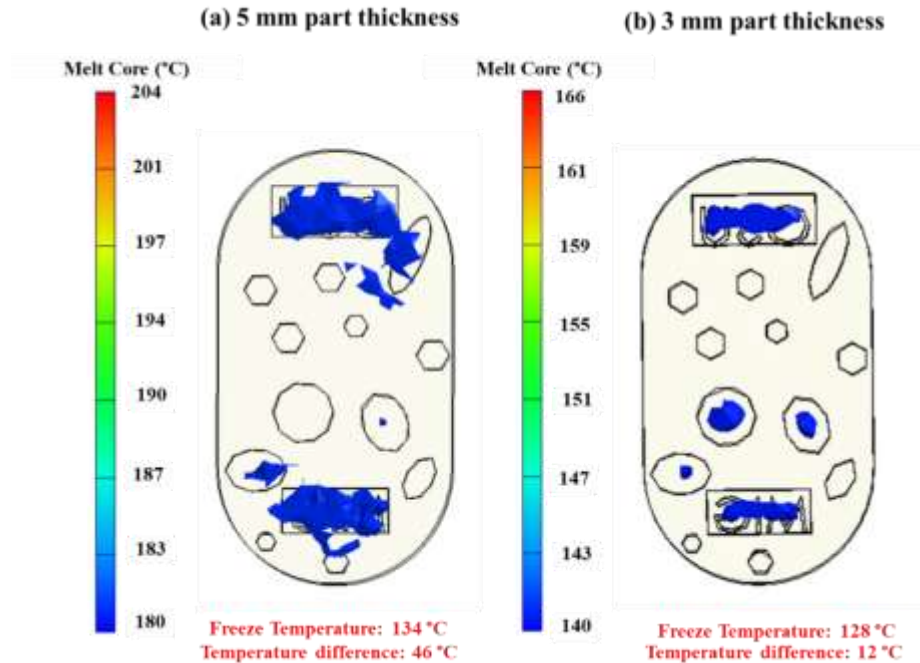 (a) 5 mm part thickness
(b) 3 mm part thickness
Melt Core (°C)
204
201
197
194
190
187
183
180
Freeze Temperature: 134 °C
Temperature difference: 46 °C
Melt Core (°C)
166
161
159
155
151
147
143
140
Freeze Temperature: 128 °C
Temperature difference: 12 °C